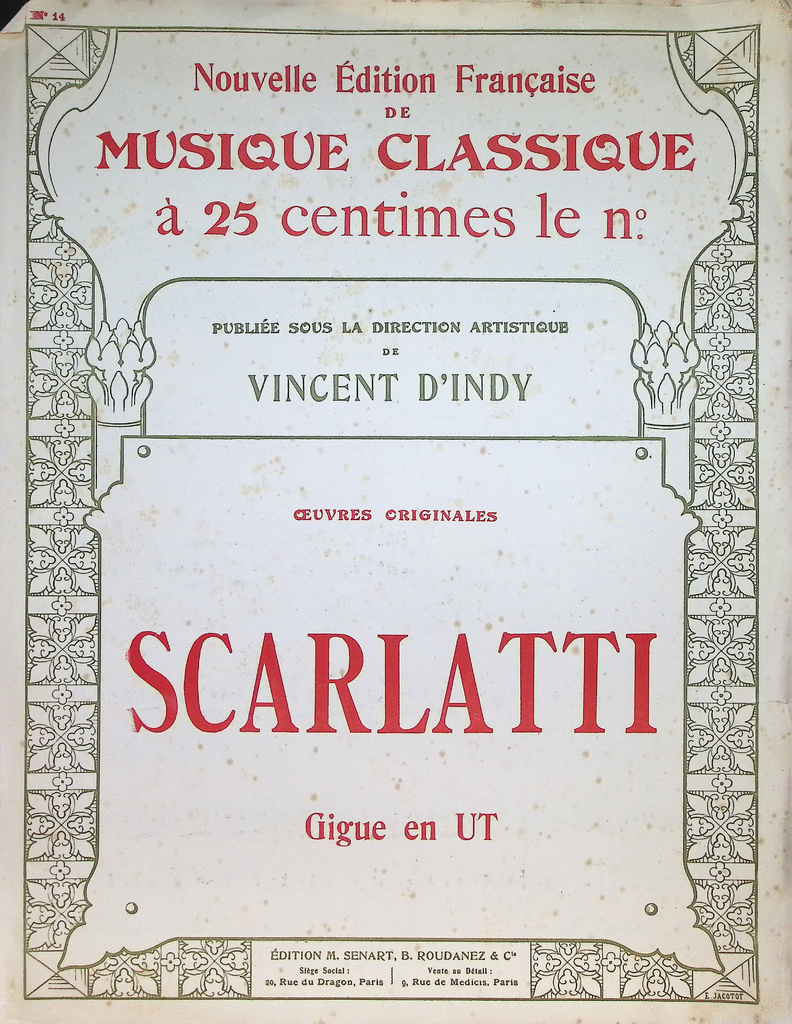 Nº 14
Nouvelle Édition Française
DE
MUSIQUE CLASSIQUE
à 25 centimes le nº
PUBLIÉE SOUS LA DIRECTION ARTISTIQUE
DE
VINCENT D'INDY
ŒUVRES ORIGINALES
SCARLATTI
Gigue en UT
ÉDITION M. SENART, B. ROUDANEZ & Cie
Siège Social :
20, Rue du Dragon, Paris
Vente au Détail :
9, Rue de Medicis, Paris
E. JACOTOT